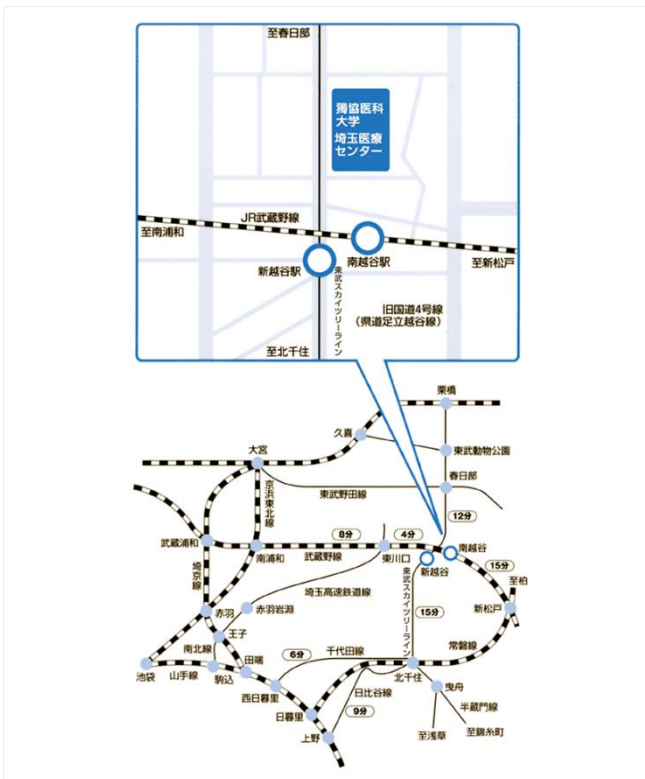 至春日部
獨協医科
大学
埼玉医療
センター
JR武蔵野線
至南浦和
南越谷駅
至新松戸
新越谷駅
東武スカイツリーライン
旧国道4号線
（県道足立越谷線）
至北千住
栗橋
久喜
東武動物公園
大宮
春日部
東武野田線
京浜東北線
12分
武蔵浦和
8分
4分
南越谷
南浦和
武蔵野線
東川口
新越谷
15分
至柏
埼京線
埼玉高速鉄道線
東武スカイツリーライン
赤羽
赤羽岩淵
15分
新松戸
王子
南北線
田端
6分
千代田線
常磐線
池袋
山手線
駒込
西日暮里
北千住
日比谷線
曳舟
日暮里
9分
半蔵門線
上野
至浅草
至錦糸町